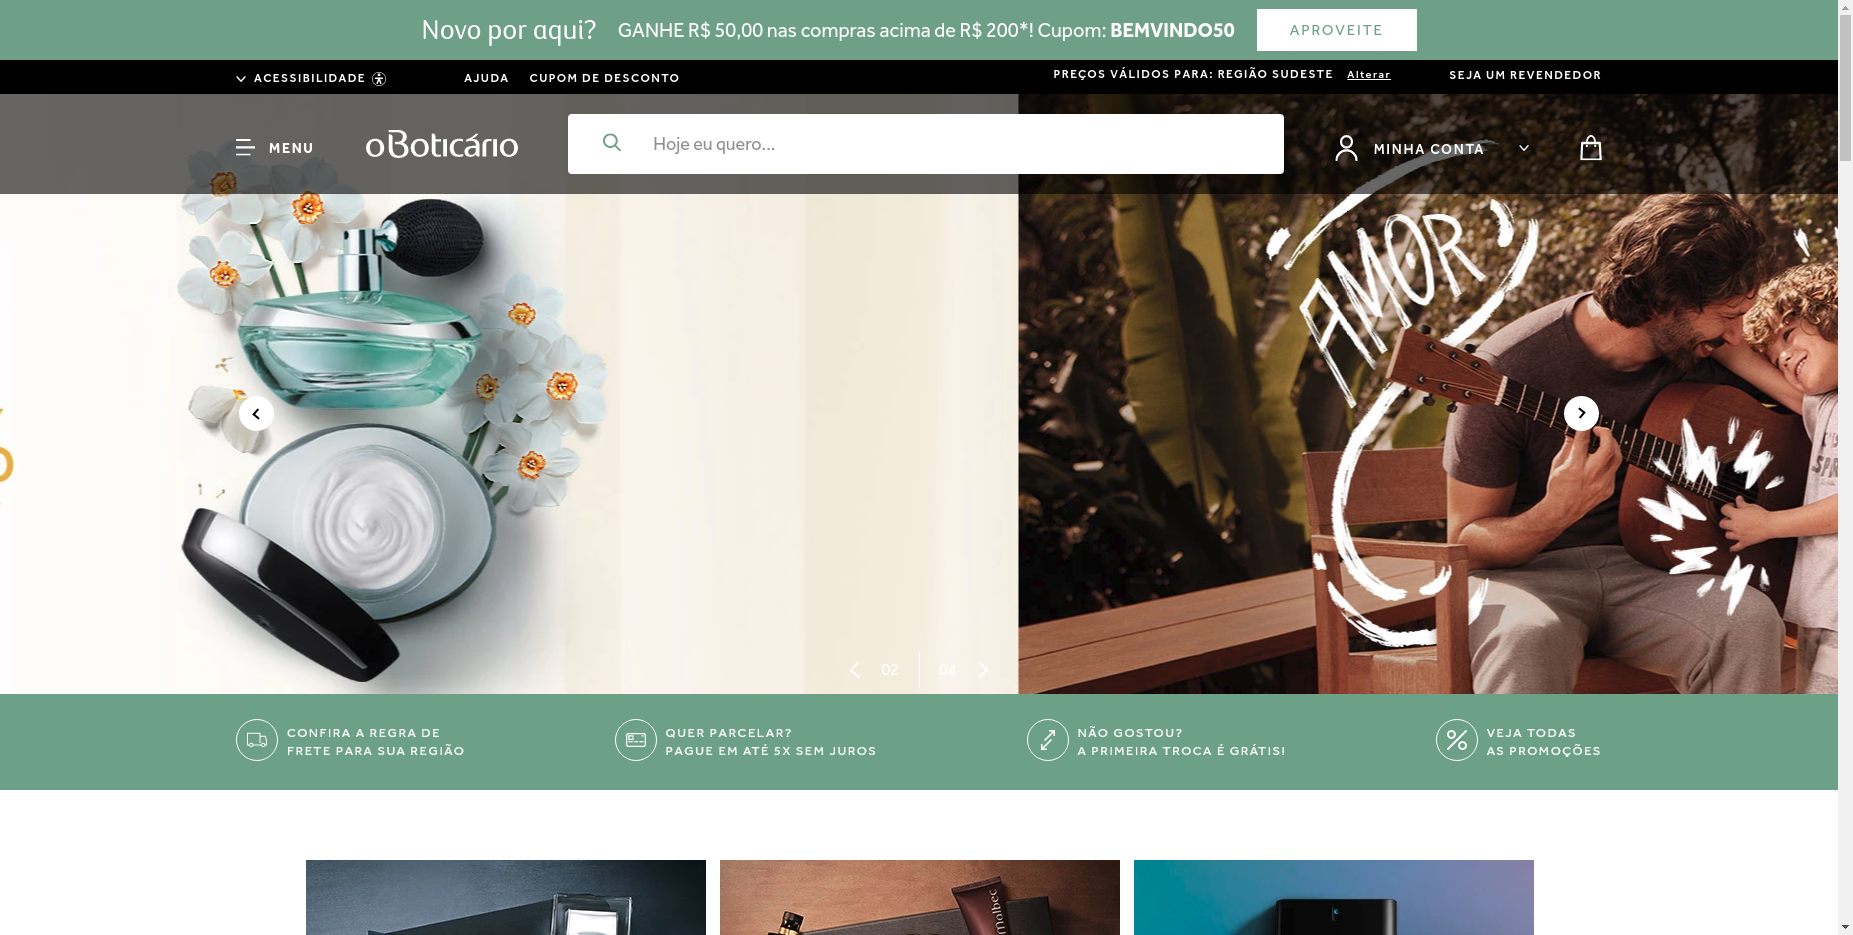 Novo por aqui? GANHE R$ 50,00 nas compras acima de R$ 200*! Cupom: BEMVINDO50 APROVEITE
ACESSIBILIDADE AJUDA CUPOM DE DESCONTO PREÇOS VÁLIDOS PARA: REGIÃO SUDESTE Alterar SEJA UM REVENDEDOR
MENU oBoticário Hoje eu quero... MINHA CONTA
AMOR
02 04
CONFIRA A REGRA DE
FRETE PARA SUA REGIÃO
QUER PARCELAR?
PAGUE EM ATÉ 5X SEM JUROS
NÃO GOSTOU?
A PRIMEIRA TROCA É GRÁTIS!
VEJA TODAS
AS PROMOÇÕES